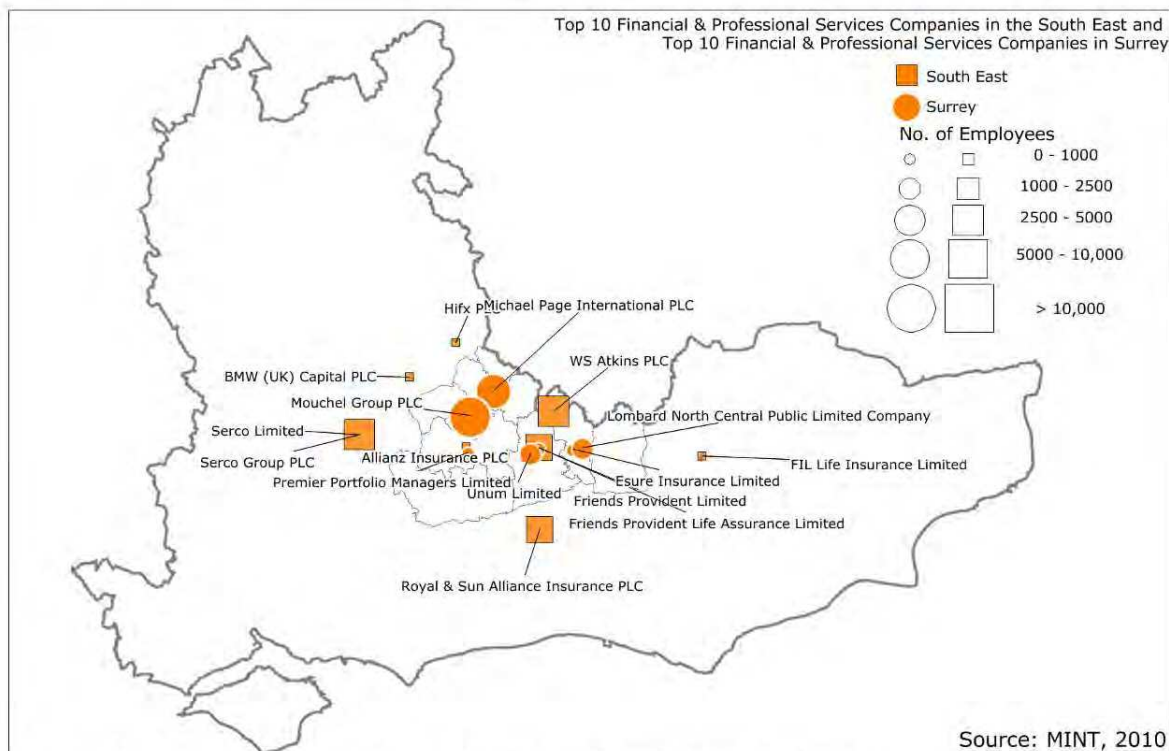 Top 10 Financial & Professional Services Companies in the South East and
Top 10 Financial & Professional Services Companies in Surrey
South East
Surrey
No. of Employees
0 - 1000
1000 - 2500
2500 - 5000
5000 - 10,000
> 10,000
Hifx PLC
Michael Page International PLC
WS Atkins PLC
BMW (UK) Capital PLC
Mouchel Group PLC
Lombard North Central Public Limited Company
Serco Limited
Serco Group PLC
Allianz Insurance PLC
FIL Life Insurance Limited
Premier Portfolio Managers Limited
Esure Insurance Limited
Unum Limited
Friends Provident Limited
Friends Provident Life Assurance Limited
Royal & Sun Alliance Insurance PLC
Source: MINT, 2010